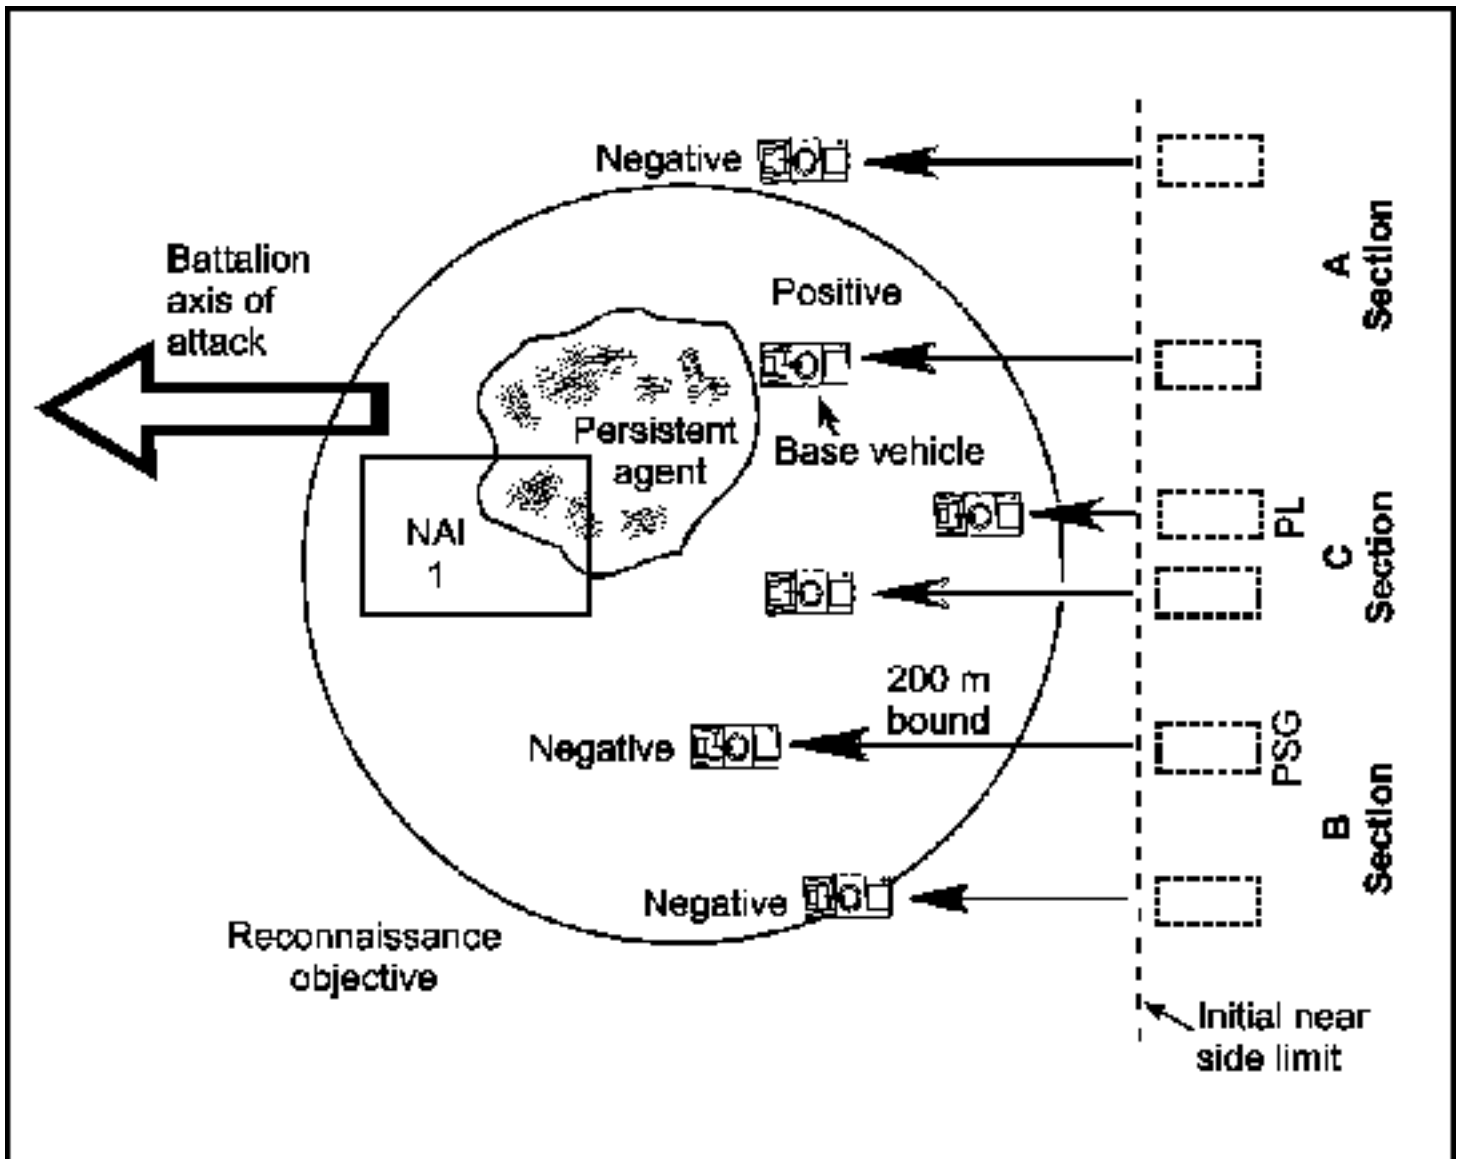 Negative
A
Section
Battalion
axis of
attack
Positive
Persistent
agent
Base vehicle
NAI
1
PL
C
Section
200 m
bound
Negative
PSG
B
Section
Negative
Reconnaissance
objective
Initial near
side limit